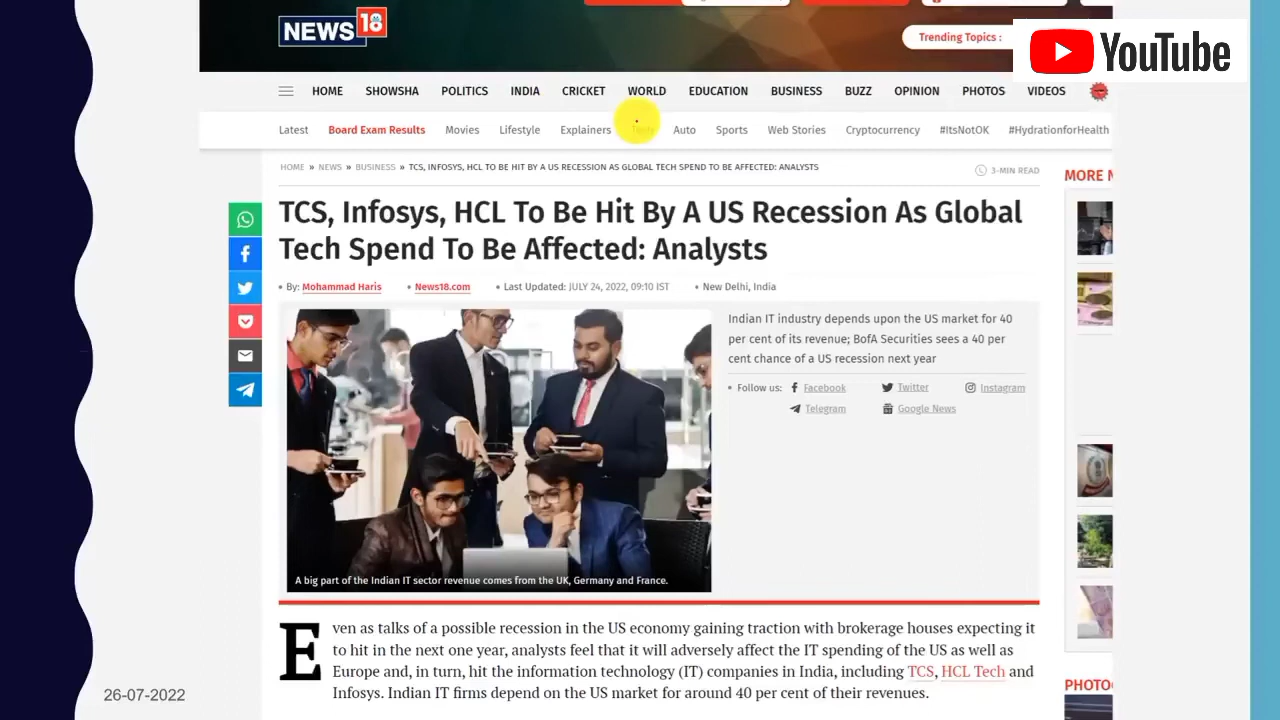 NEWS 18
Trending Topics :
YouTube
HOME SHOWSHA POLITICS INDIA CRICKET WORLD EDUCATION BUSINESS BUZZ OPINION PHOTOS VIDEOS
Latest Board Exam Results Movies Lifestyle Explainers Tech Auto Sports Web Stories Cryptocurrency #ItsNotOK #HydrationforHealth
HOME » NEWS » BUSINESS » TCS, INFOSYS, HCL TO BE HIT BY A US RECESSION AS GLOBAL TECH SPEND TO BE AFFECTED: ANALYSTS
3-MIN READ
MORE N
TCS, Infosys, HCL To Be Hit By A US Recession As Global
Tech Spend To Be Affected: Analysts
• By: Mohammad Haris • News18.com • Last Updated: JULY 24, 2022, 09:10 IST • New Delhi, India
Indian IT industry depends upon the US market for 40
per cent of its revenue; BofA Securities sees a 40 per
cent chance of a US recession next year
• Follow us: Facebook Twitter Instagram
Telegram Google News
A big part of the Indian IT sector revenue comes from the UK, Germany and France.
Even as talks of a possible recession in the US economy gaining traction with brokerage houses expecting it
to hit in the next one year, analysts feel that it will adversely affect the IT spending of the US as well as
Europe and, in turn, hit the information technology (IT) companies in India, including TCS, HCL Tech and
Infosys. Indian IT firms depend on the US market for around 40 per cent of their revenues.
PHOTO
26-07-2022